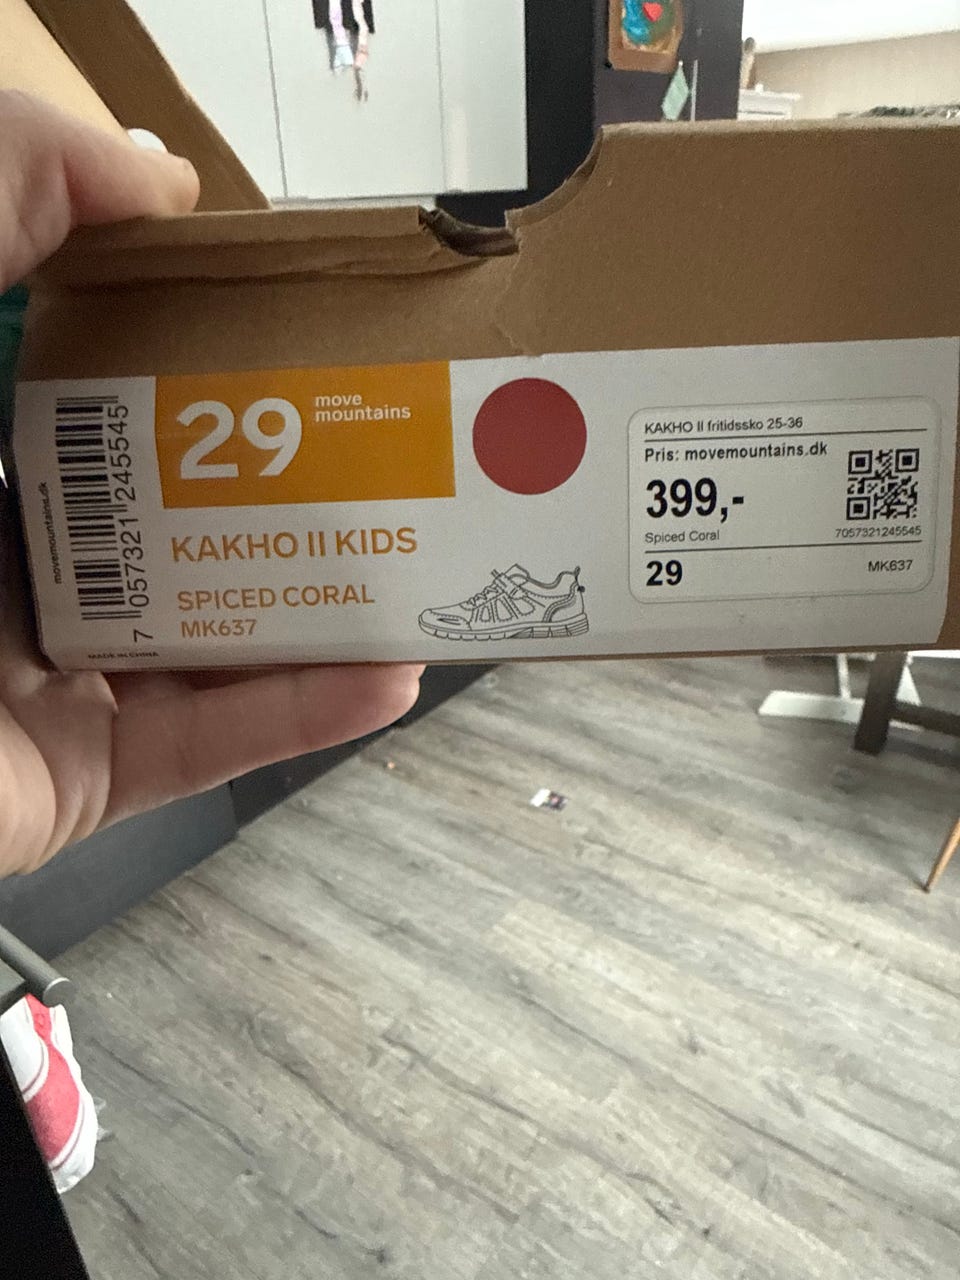 movemountains.dk
7 057321 245545
MADE IN CHINA
29
move
mountains
KAKHO II KIDS
SPICED CORAL
MK637
KAKHO II fritidssko 25-36
Pris: movemountains.dk
399,-
Spiced Coral
7057321245545
29
MK637